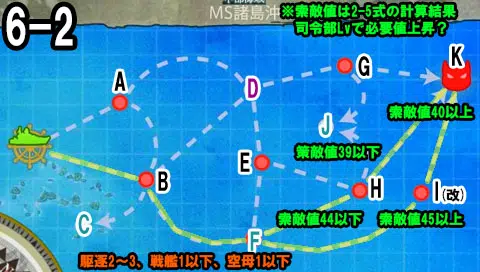 6-2
MS諸島沖
※索敵値は2-5式の計算結果
司令部Lvで必要値上昇？
A
D
G
K
索敵値40以上
J
策敵値39以下
E
B
H
I(改)
C
索敵値44以下
索敵値45以上
F
駆逐2～3、戦艦1以下、空母1以下